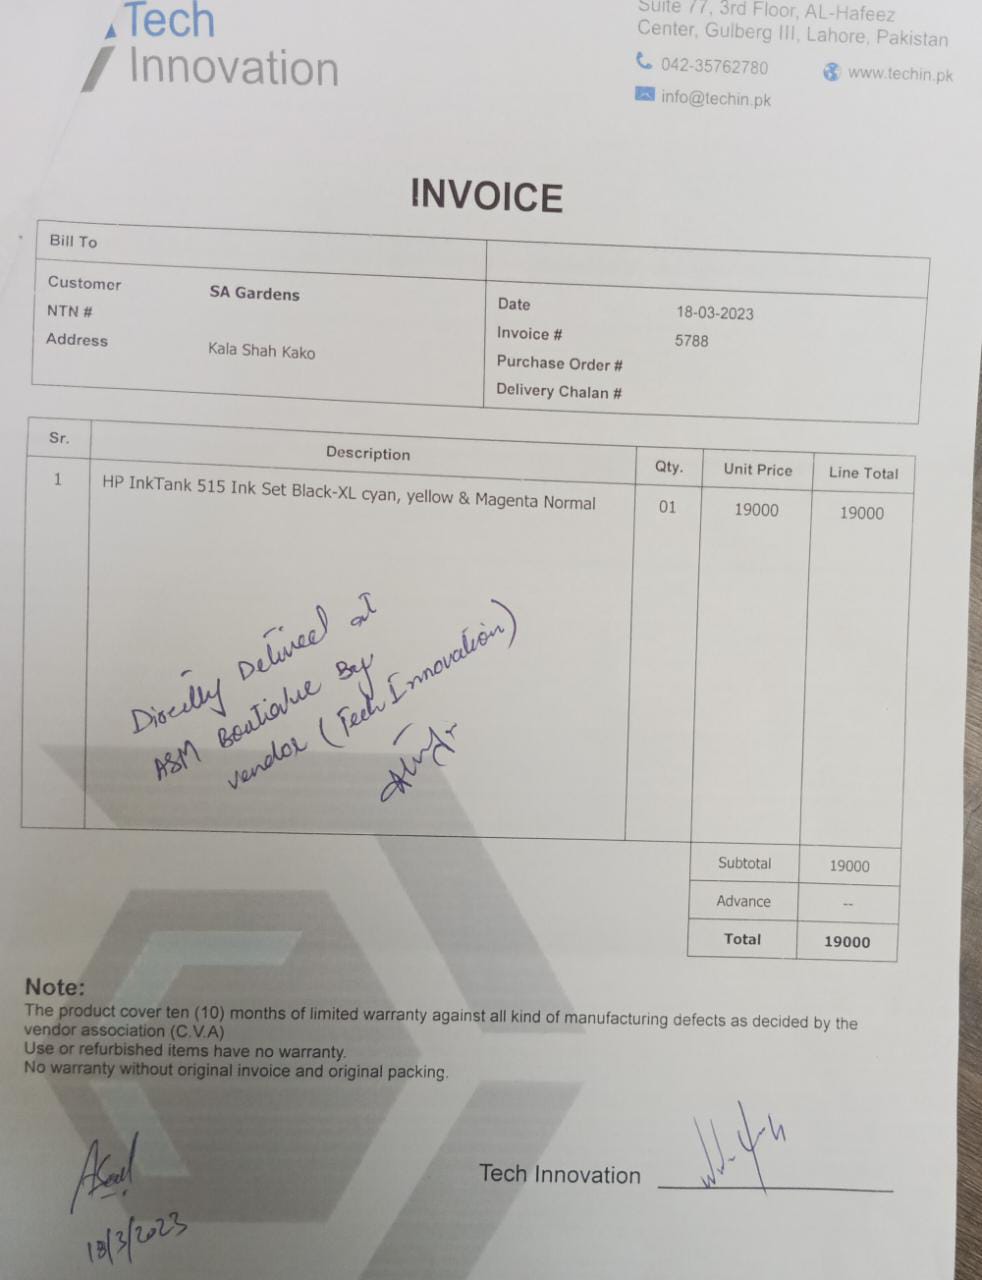 Tech
Innovation
Suite 77, 3rd Floor, AL-Hafeez
Center, Gulberg III, Lahore, Pakistan
042-35762780 www.techin.pk
info@techin.pk
INVOICE
Bill To
Customer SA Gardens
NTN #
Address Kala Shah Kako
Date 18-03-2023
Invoice # 5788
Purchase Order #
Delivery Chalan #
Sr. Description Qty. Unit Price Line Total
1 HP InkTank 515 Ink Set Black-XL cyan, yellow & Magenta Normal 01 19000 19000
Directly Delived at
ASM Boutique By
vendor (Tech Innovation)
Subtotal 19000
Advance --
Total 19000
Note:
The product cover ten (10) months of limited warranty against all kind of manufacturing defects as decided by the
vendor association (C.V.A)
Use or refurbished items have no warranty.
No warranty without original invoice and original packing.
Tech Innovation
18/3/2023